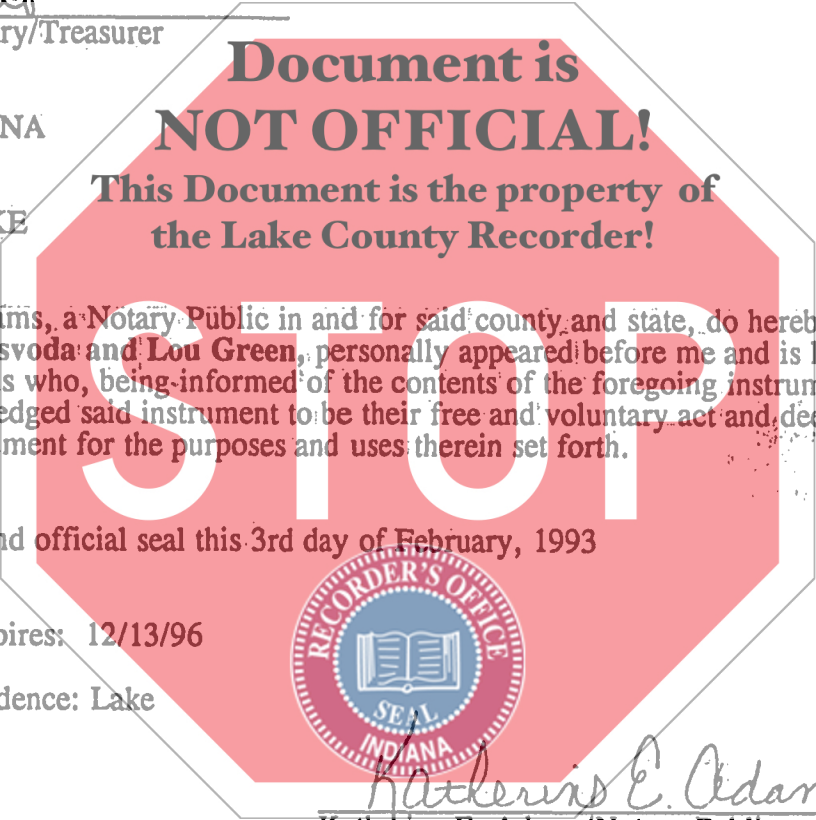 ry/Treasurer
Document is
NOT OFFICIAL!
NA
This Document is the property of
the Lake County Recorder!
KE
STOP
ims, a Notary Public in and for said county and state, do hereb
svoda and Lou Green, personally appeared before me and is
s who, being informed of the contents of the foregoing instrum
edged said instrument to be their free and voluntary act and dee
ment for the purposes and uses therein set forth.
nd official seal this 3rd day of February, 1993
pires: 12/13/96
dence: Lake
RECORDER'S OFFICE
SEAL
INDIANA
Katherine E. Adam